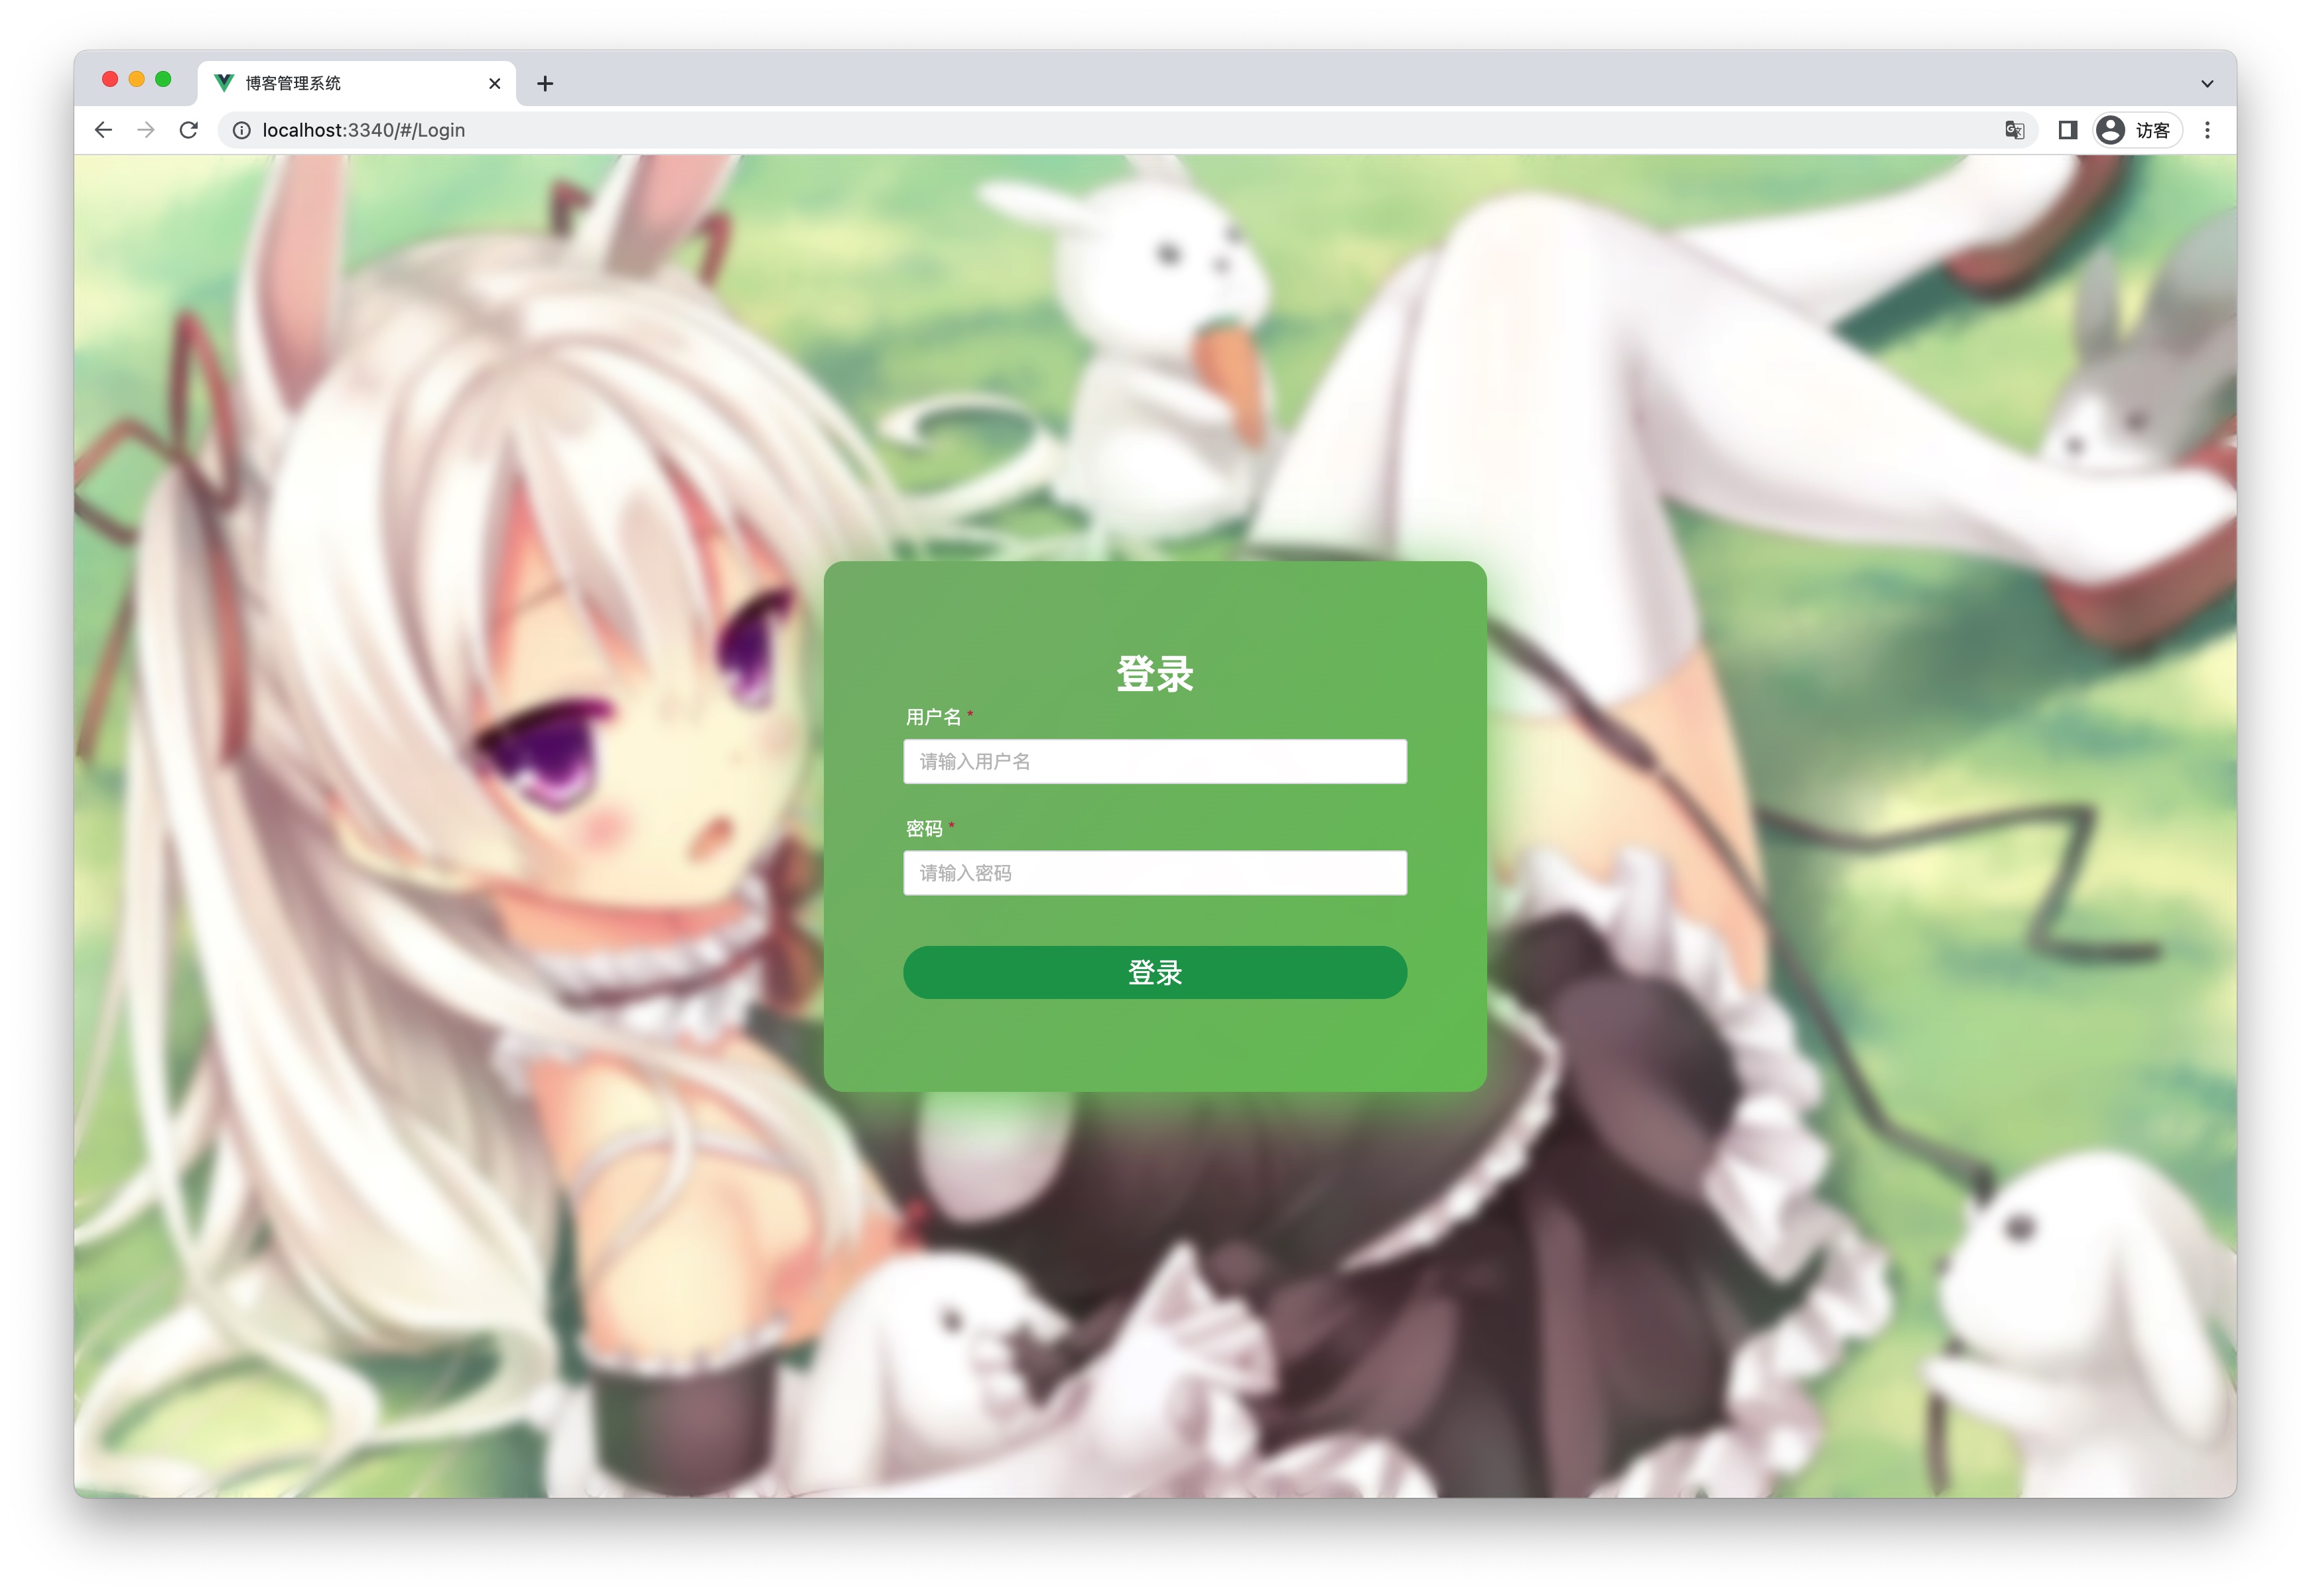 博客管理系统
localhost:3340/#/Login
访客
登录
用户名 *
请输入用户名
密码 *
请输入密码
登录